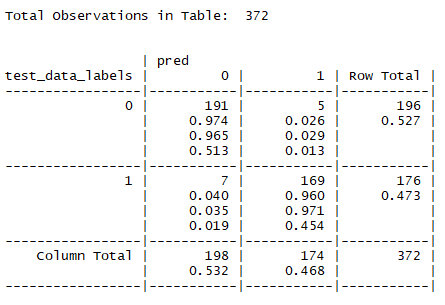 Total Observations in Table:  372
                 | pred
test_data_labels |         0 |         1 | Row Total |
-----------------|-----------|-----------|-----------|
               0 |       191 |         5 |       196 |
                 |     0.974 |     0.026 |     0.527 |
                 |     0.965 |     0.029 |           |
                 |     0.513 |     0.013 |           |
-----------------|-----------|-----------|-----------|
               1 |         7 |       169 |       176 |
                 |     0.040 |     0.960 |     0.473 |
                 |     0.035 |     0.971 |           |
                 |     0.019 |     0.454 |           |
-----------------|-----------|-----------|-----------|
    Column Total |       198 |       174 |       372 |
                 |     0.532 |     0.468 |           |
-----------------|-----------|-----------|-----------|